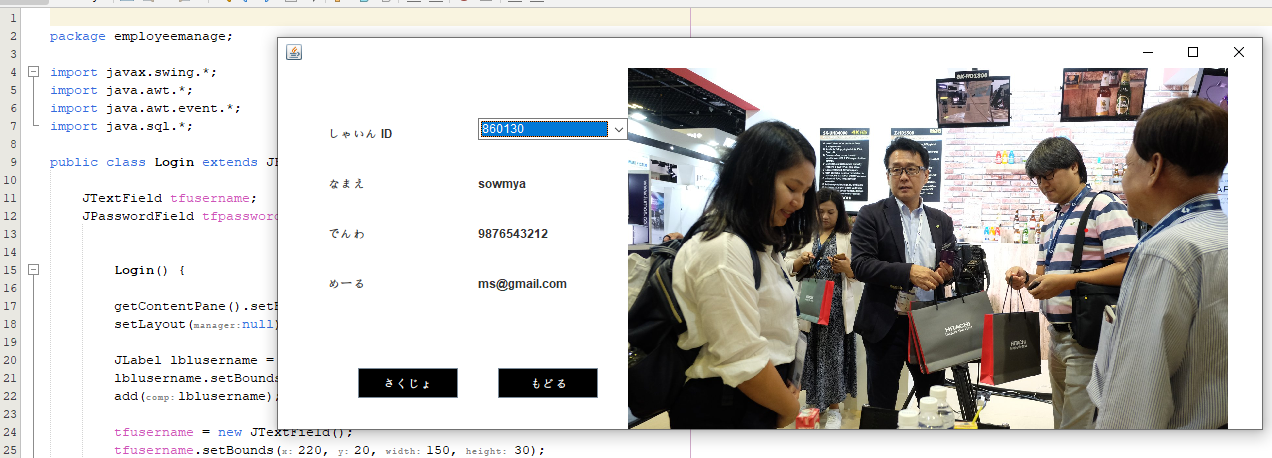 1
2 package employeemanage;
3
4 import javax.swing.*;
5 import java.awt.*;
6 import java.awt.event.*;
7 import java.sql.*;
8
9 public class Login extends JF
10
11 JTextField tfusername;
12 JPasswordField tfpassword
13
14
15 Login() {
16
17 getContentPane().set
18 setLayout(manager:null)
19
20 JLabel lblusername =
21 lblusername.setBounds
22 add(comp:lblusername);
23
24 tfusername = new JTextField();
25 tfusername.setBounds(x: 220, y: 20, width: 150, height: 30);
しゃいん ID
860130
なまえ
sowmya
でんわ
9876543212
めーる
ms@gmail.com
さくじょ
もどる
HITACHI
HITACHI